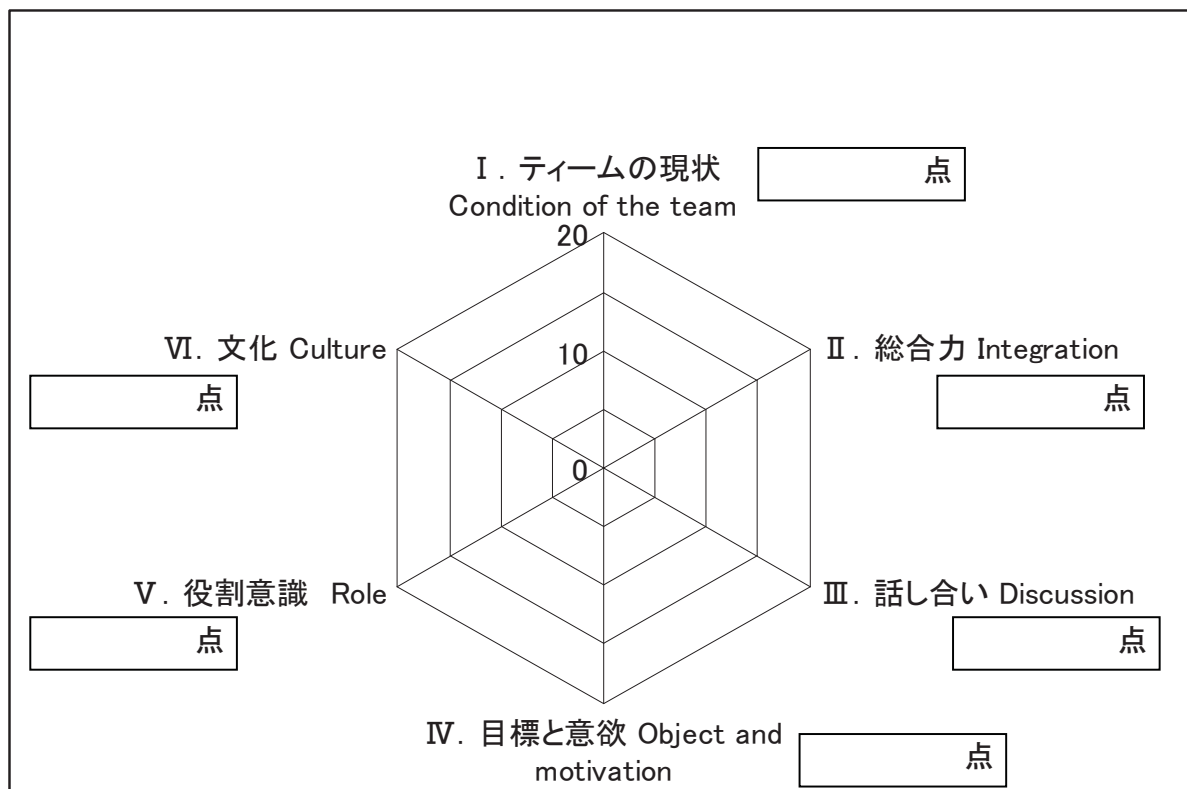 Ⅰ. ティームの現状
Condition of the team
点
20
Ⅵ. 文化 Culture
10
Ⅱ. 総合力 Integration
点
点
0
Ⅴ. 役割意識 Role
Ⅲ. 話し合い Discussion
点
点
Ⅳ. 目標と意欲 Object and
motivation
点